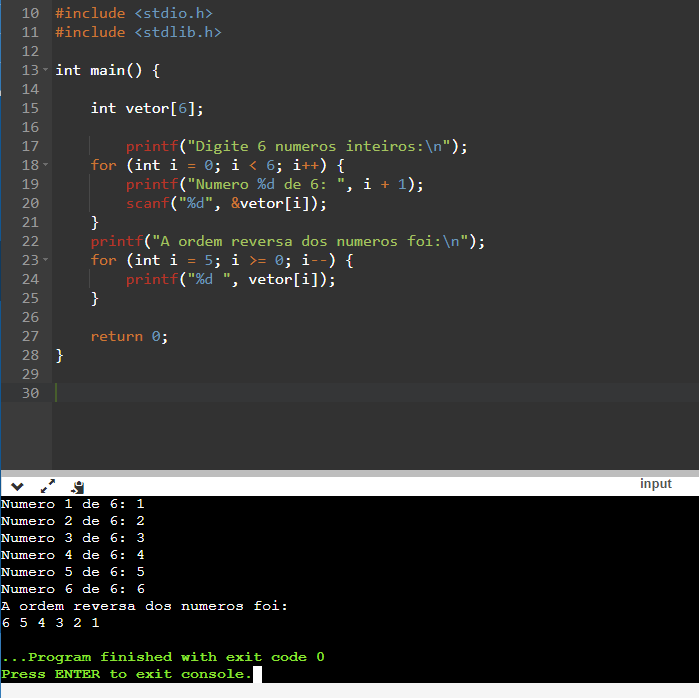 10 #include <stdio.h>
11 #include <stdlib.h>
12
13 int main() {
14
15     int vetor[6];
16
17         printf("Digite 6 numeros inteiros:\n");
18     for (int i = 0; i < 6; i++) {
19         printf("Numero %d de 6: ", i + 1);
20         scanf("%d", &vetor[i]);
21     }
22     printf("A ordem reversa dos numeros foi:\n");
23     for (int i = 5; i >= 0; i--) {
24         printf("%d ", vetor[i]);
25     }
26
27     return 0;
28 }
29
30
input
Numero 1 de 6: 1
Numero 2 de 6: 2
Numero 3 de 6: 3
Numero 4 de 6: 4
Numero 5 de 6: 5
Numero 6 de 6: 6
A ordem reversa dos numeros foi:
6 5 4 3 2 1
...Program finished with exit code 0
Press ENTER to exit console.